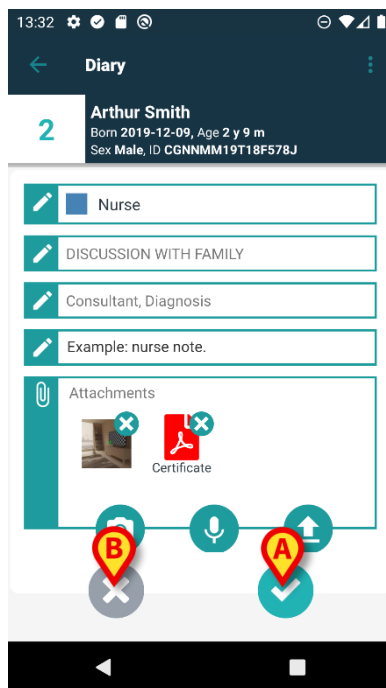 13:32
Diary
2
Arthur Smith
Born 2019-12-09, Age 2 y 9 m
Sex Male, ID CGNNMM19T18F578J
Nurse
DISCUSSION WITH FAMILY
Consultant, Diagnosis
Example: nurse note.
Attachments
Certificate
B A